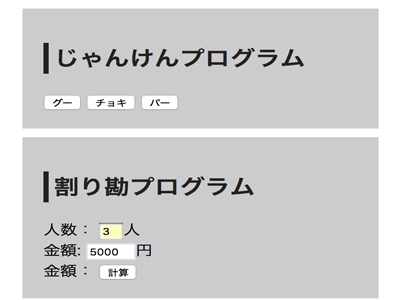 じゃんけんプログラム
グー チョキ パー
割り勘プログラム
人数： 3 人
金額: 5000 円
金額： 計算